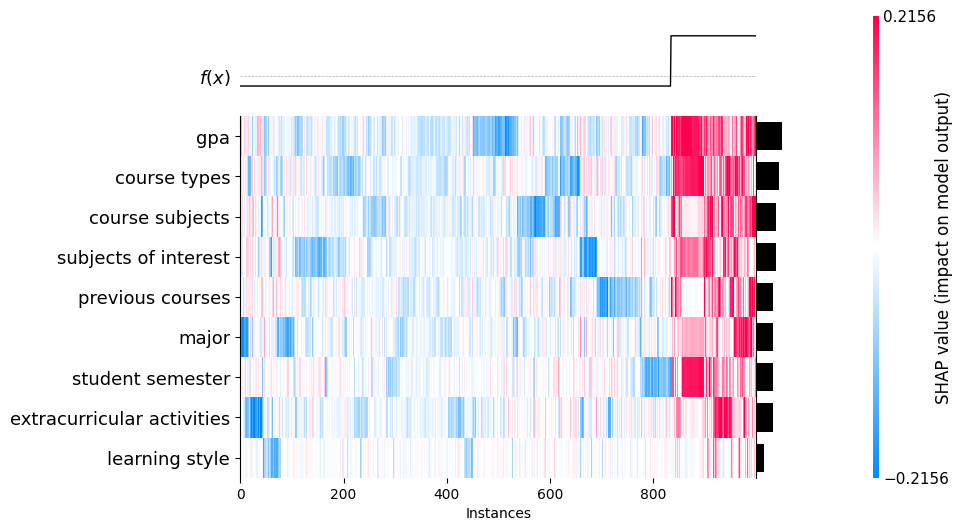 0.2156
f(x)
gpa
course types
course subjects
subjects of interest
previous courses
major
student semester
extracurricular activities
learning style
0 200 400 600 800
Instances
SHAP value (impact on model output)
−0.2156